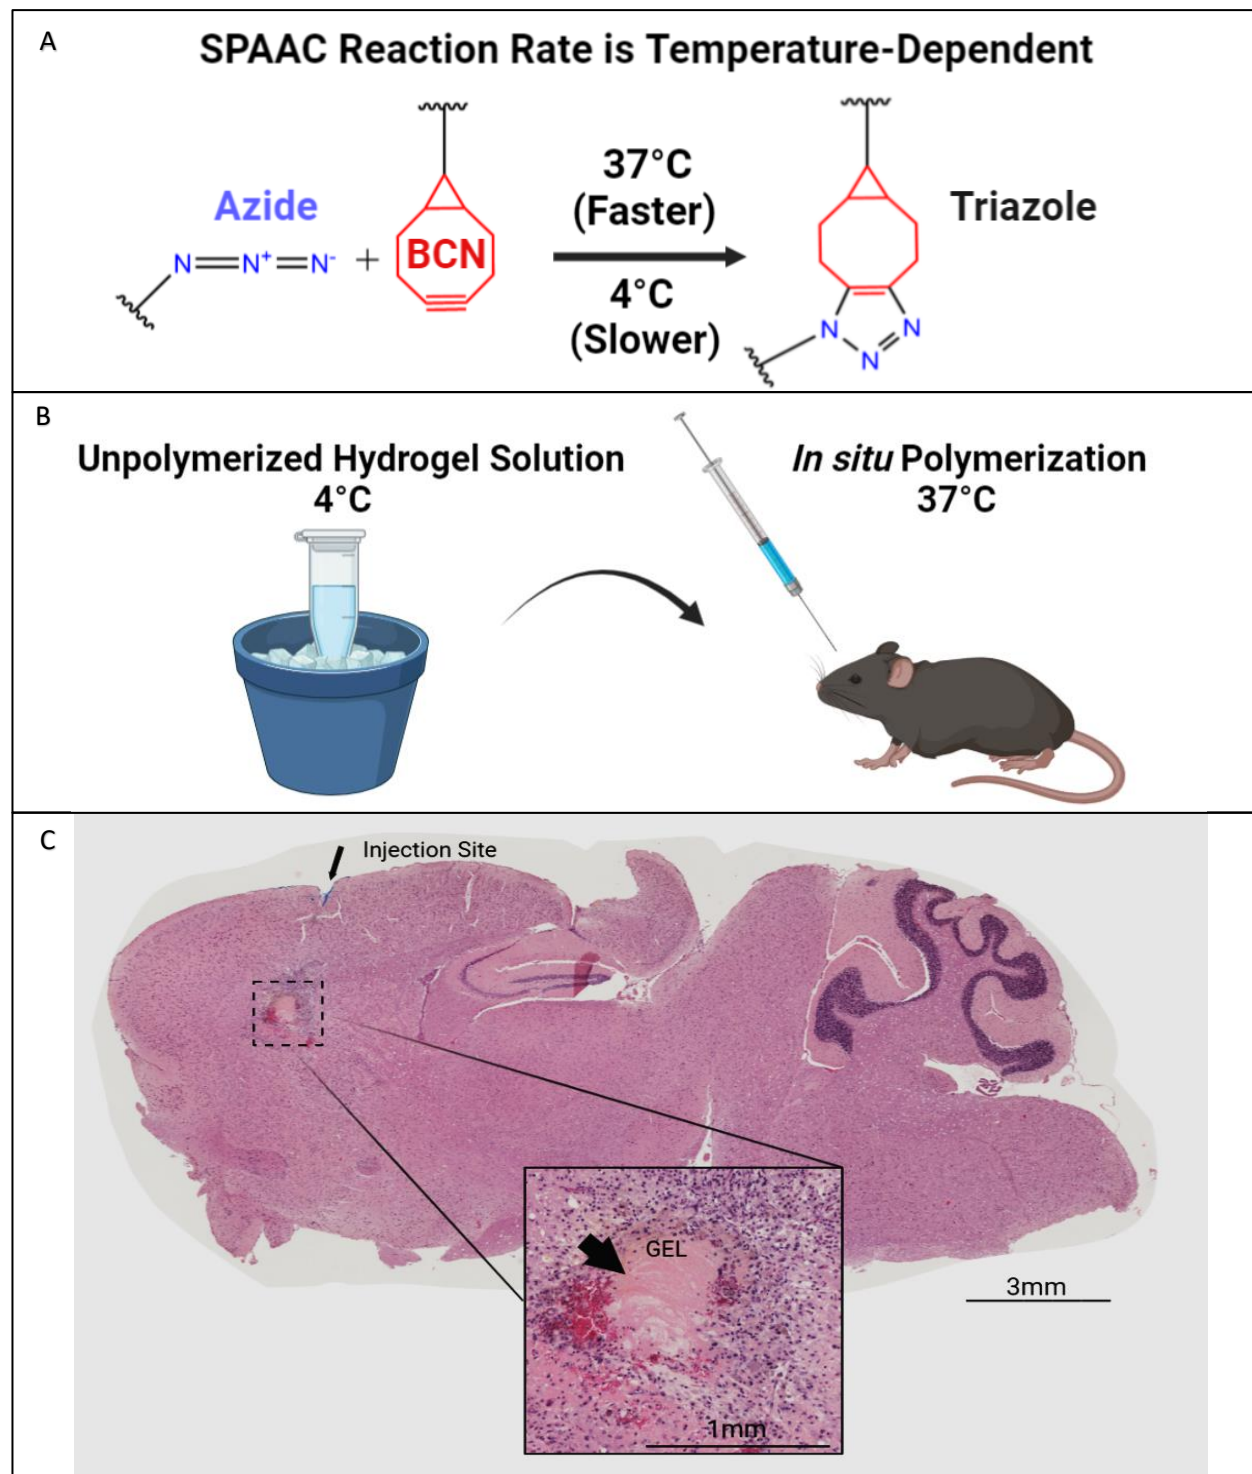 A
SPAAC Reaction Rate is Temperature-Dependent
Azide
N=N⁺=N⁻ + BCN
37°C
(Faster)
4°C
(Slower)
Triazole
N
N
N
B
Unpolymerized Hydrogel Solution
4°C
In situ Polymerization
37°C
C
Injection Site
GEL
1mm
3mm